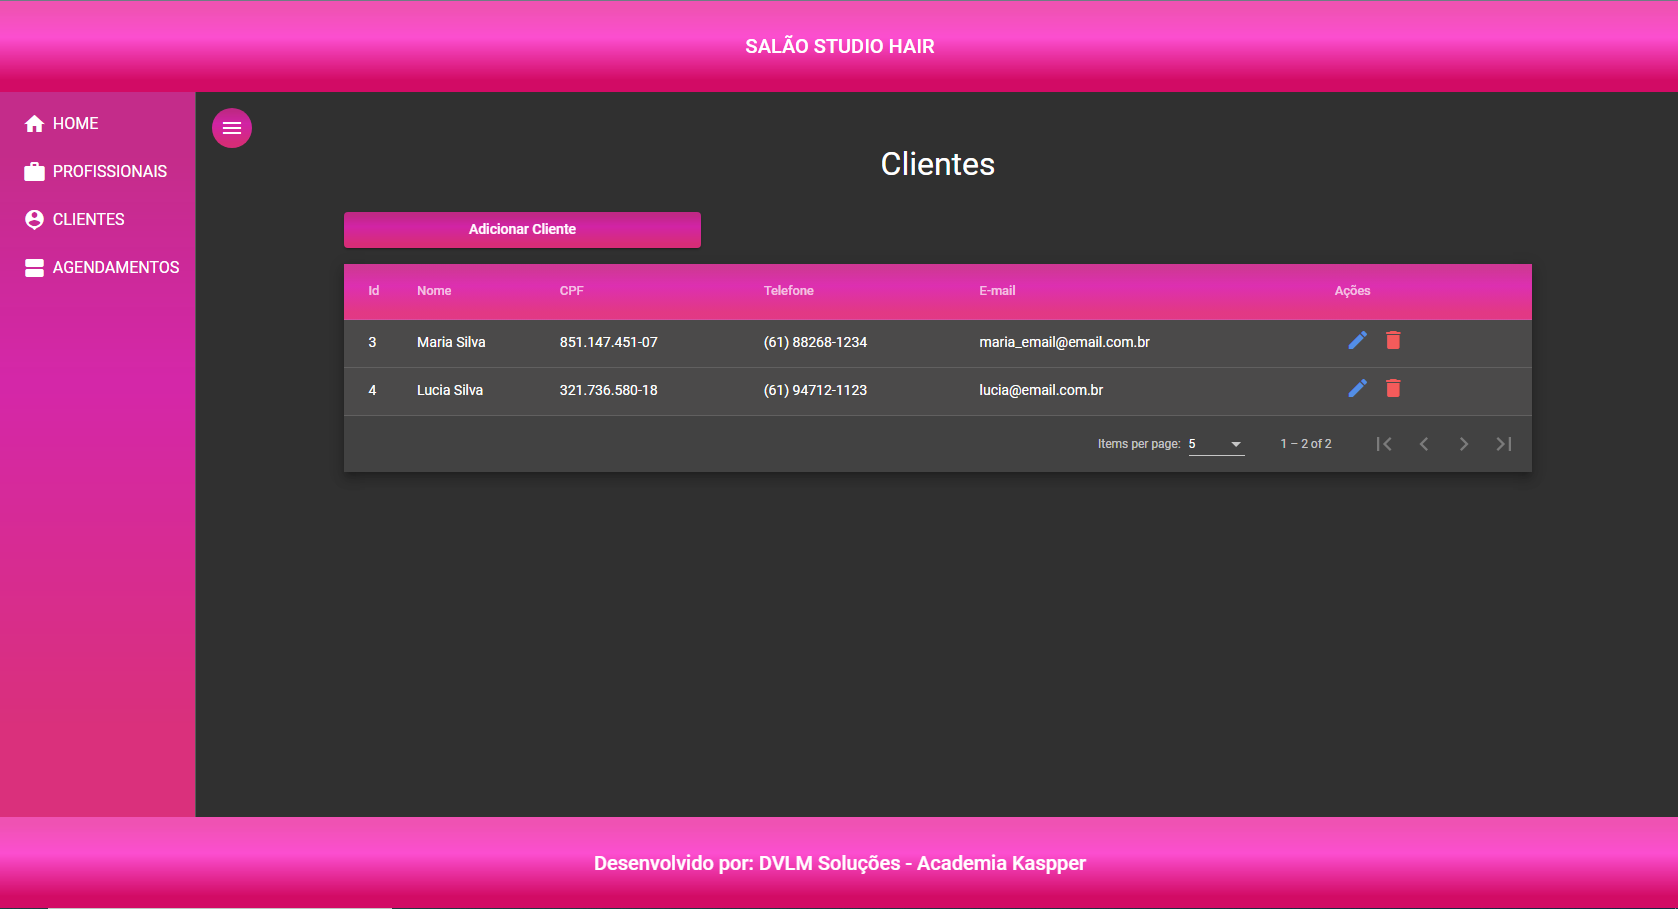 SALÃO STUDIO HAIR
HOME
PROFISSIONAIS
CLIENTES
AGENDAMENTOS
Clientes
Adicionar Cliente
Id Nome CPF Telefone E-mail Ações
3 Maria Silva 851.147.451-07 (61) 88268-1234 maria_email@email.com.br
4 Lucia Silva 321.736.580-18 (61) 94712-1123 lucia@email.com.br
Items per page: 5 1 – 2 of 2
Desenvolvido por: DVLM Soluções - Academia Kaspper